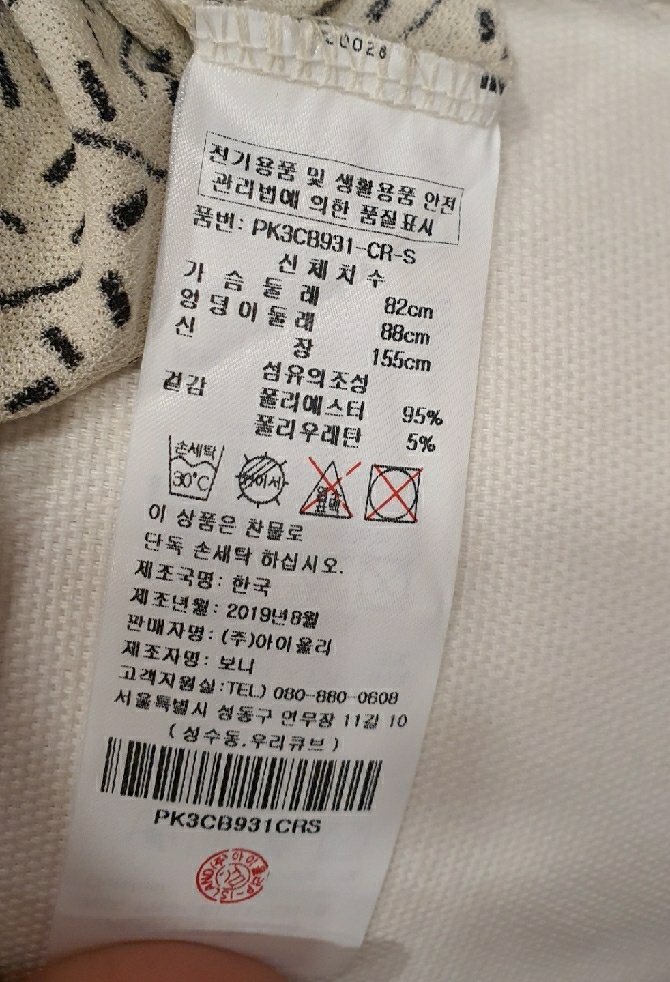 20028
전기용품 및 생활용품 안전
관리법에 의한 품질표시
품번: PK3CB931-CR-S
신 체 치 수
가 슴 둘 레 82cm
엉 덩 이 둘 레 88cm
신 장 155cm
섬유의조성
겉감 폴리에스터 95%
폴리우레탄 5%
손세탁
30°C
이 상품은 찬물로
단독 손세탁 하십시오.
제조국명: 한국
제조년월: 2019년8월
판매자명: (주)아이올리
제조자명: 보니
고객지원실:TEL) 080-880-0608
서울특별시 성동구 연무장 11길 10
(성수동.우리큐브)
PK3CB931CRS